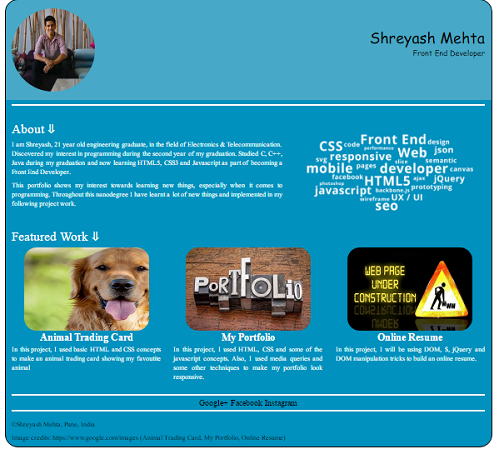 Shreyash Mehta
Front End Developer
About ⇓
I am Shreyash, 21 year old engineering graduate, in the field of Electronics & Telecommunication.
Discovered my interest in programming during the second year of my graduation. Studied C, C++,
Java during my graduation and now learning HTML5, CSS3 and Javascript as part of becoming a
Front End Developer.
This portfolio shows my interest towards learning new things, especially when it comes to
programming. Throughout this nanodegree I have learnt a lot of new things and implemented in my
following project work.
CSS code Front End design
performance
svg responsive Web json
slice semantic
mobile pages developer canvas
facebook HTML5 ajax jQuery
photoshop
javascript backbone.js prototyping
wireframe UX / UI
seo
Featured Work ⇓
PORTFOLIO
WEB PAGE
UNDER
CONSTRUCTION
Animal Trading Card
In this project, I used basic HTML and CSS concepts
to make an animal trading card showing my favourite
animal
My Portfolio
In this project, I used HTML, CSS and some of the
javascript concepts, Also, I used media queries and
some other techniques to make my portfolio look
responsive.
Online Resume
In this project, I will be using DOM, S, jQuery and
DOM manipulation tricks to build an online resume.
Google+ Facebook Instagram
©Shreyash Mehta, Pune, India
Image credits:https://www.google.com/images (Animal Trading Card, My Portfolio, Online Resume)